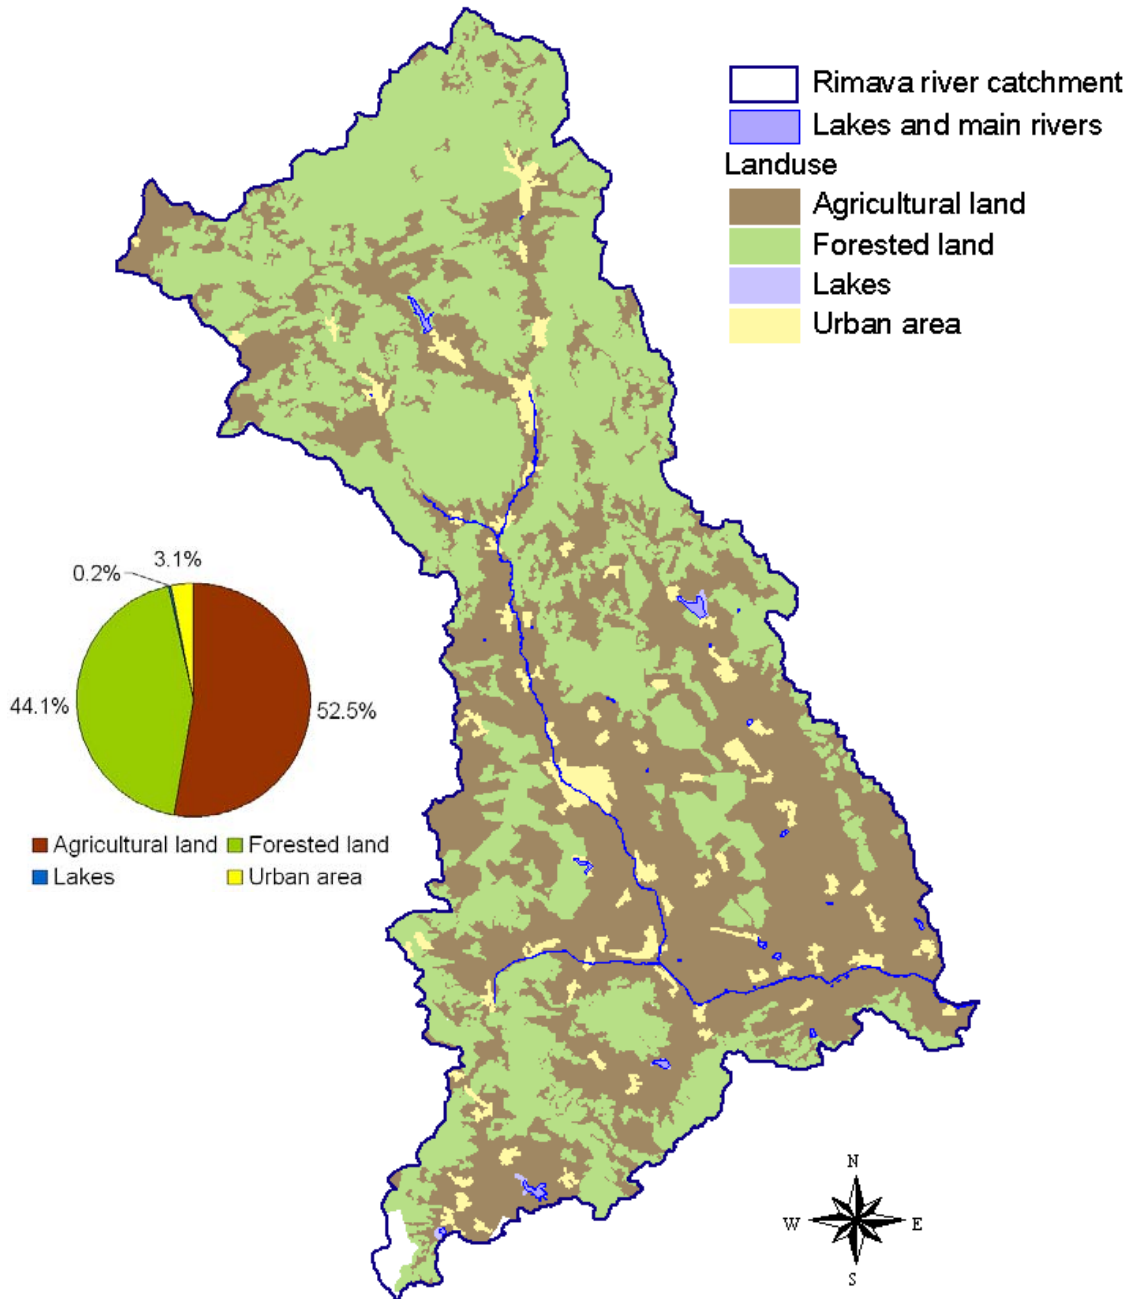 Rimava river catchment
Lakes and main rivers
Landuse
Agricultural land
Forested land
Lakes
Urban area
3.1%
0.2%
44.1%
52.5%
Agricultural land Forested land
Lakes Urban area
N
W E
S